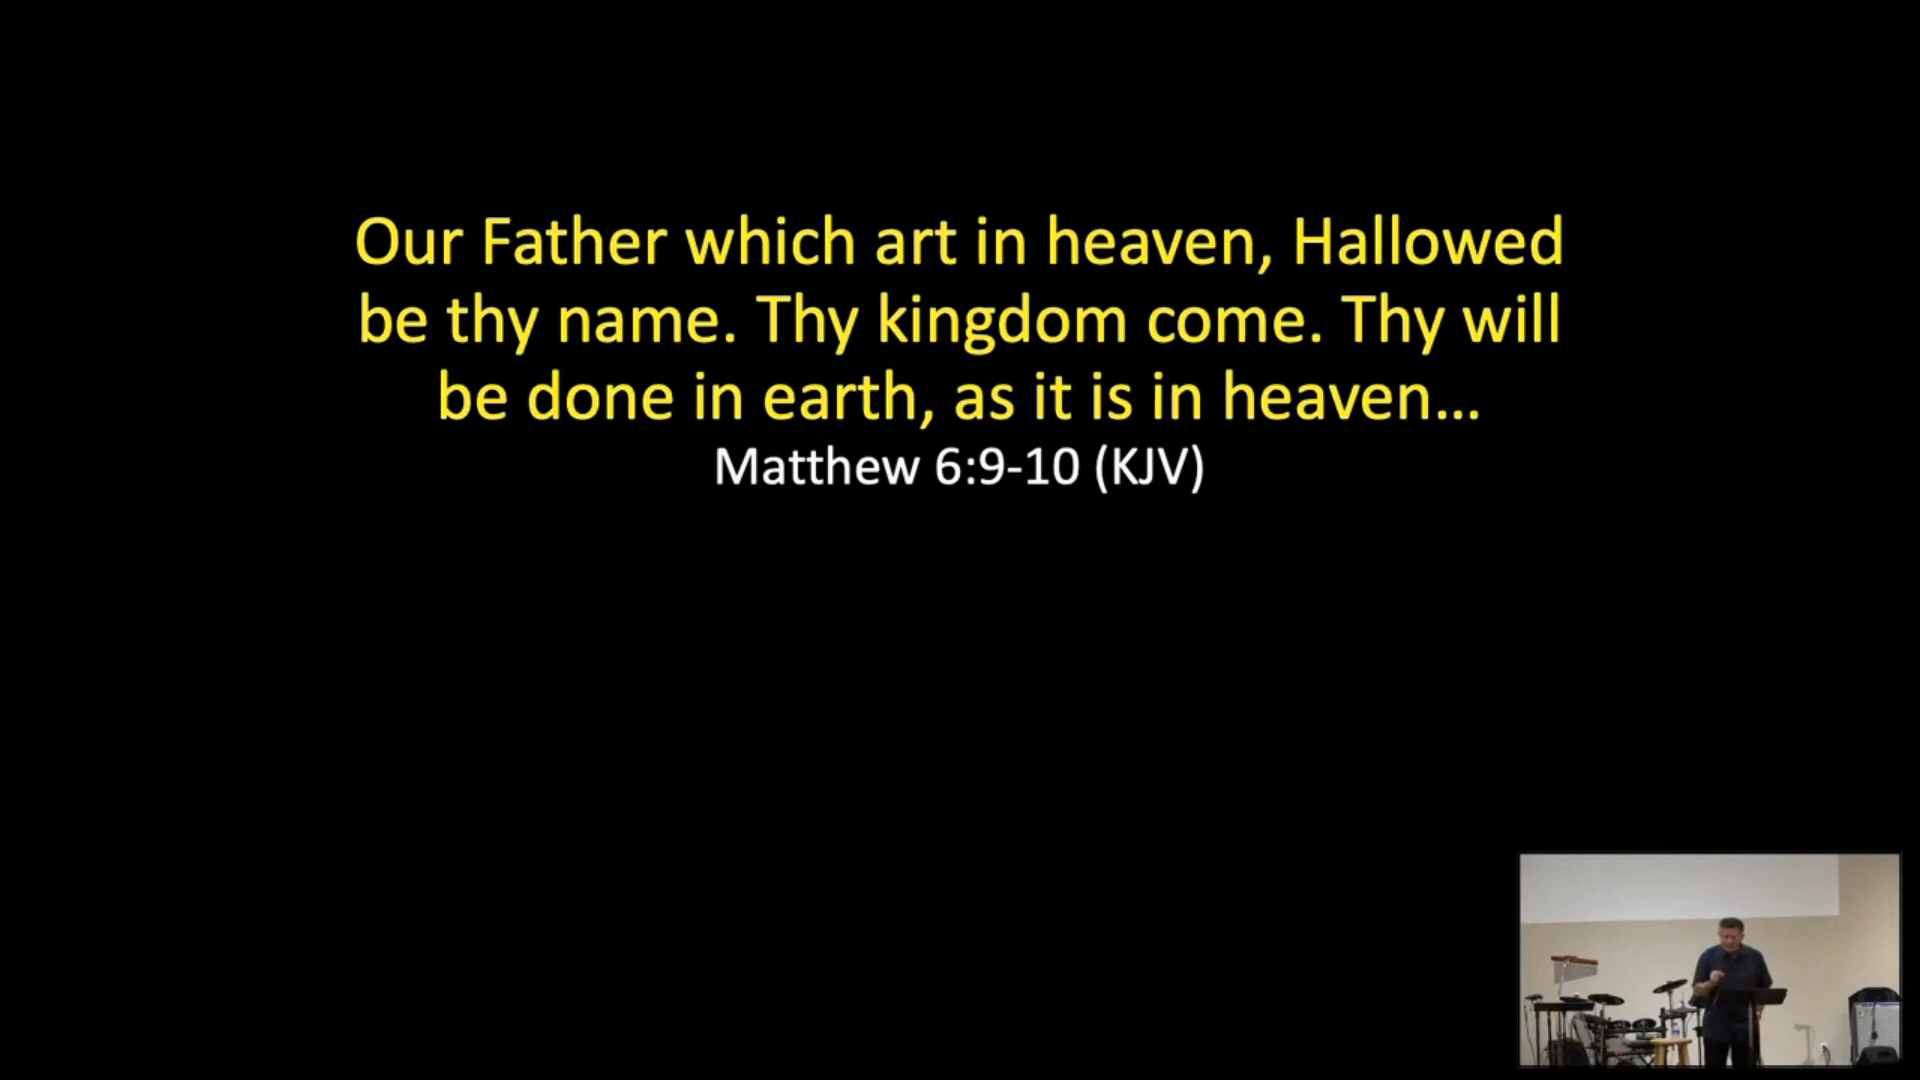 Our Father which art in heaven, Hallowed
be thy name. Thy kingdom come. Thy will
be done in earth, as it is in heaven…
Matthew 6:9-10 (KJV)